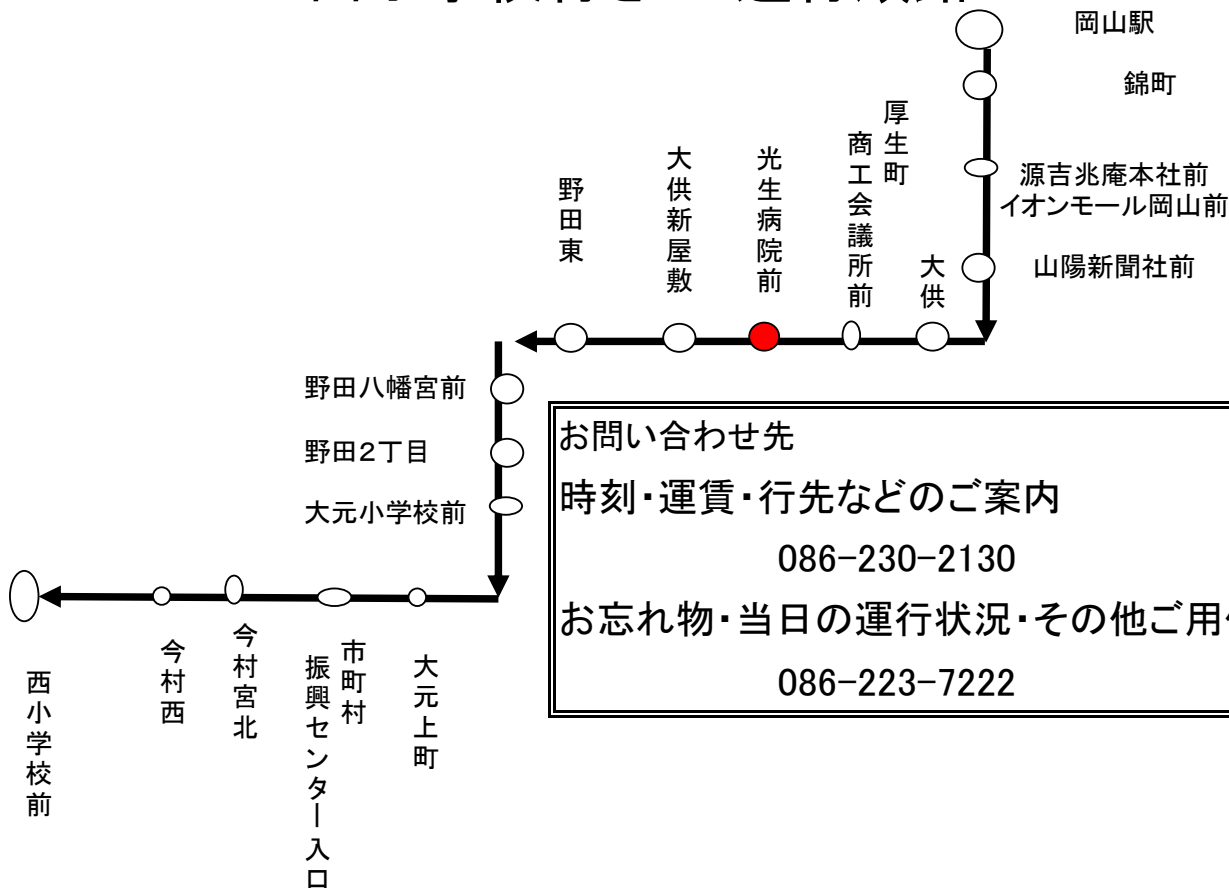 岡山駅
錦町
源吉兆庵本社前
イオンモール岡山前
山陽新聞社前
大供
厚生町
商工会議所前
光生病院前
大供新屋敷
野田東
野田八幡宮前
野田2丁目
大元小学校前
大元上町
市町村
振興センター入口
今村宮北
今村西
西小学校前
お問い合わせ先
時刻・運賃・行先などのご案内
086-230-2130
お忘れ物・当日の運行状況・その他ご用
086-223-7222